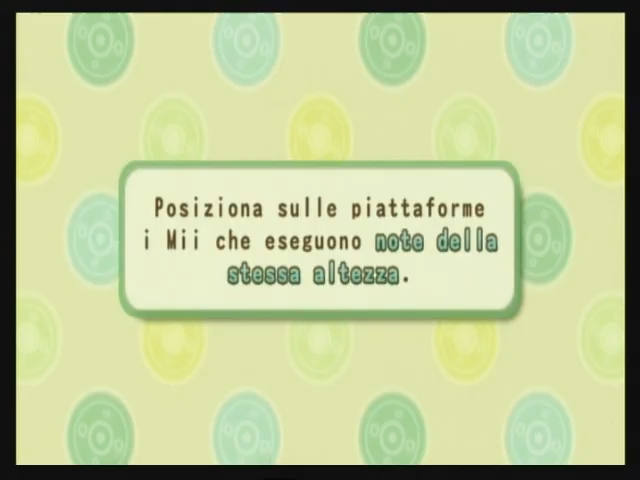 Posiziona sulle piattaforme
i Mii che eseguono note della
stessa altezza.